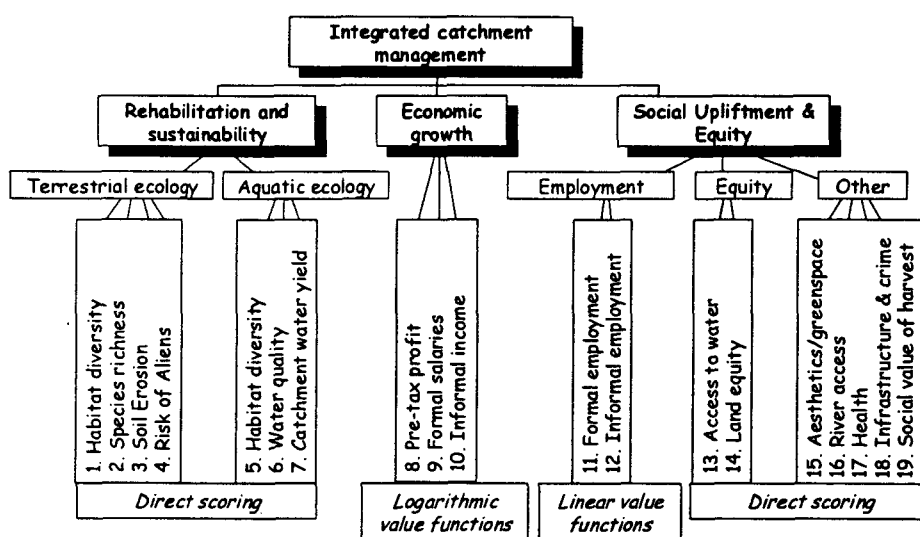 Integrated catchment
management
Rehabilitation and
sustainability
Economic
growth
Social Upliftment &
Equity
Terrestrial ecology
Aquatic ecology
Employment
Equity
Other
1. Habitat diversity
2. Species richness
3. Soil Erosion
4. Risk of Aliens
5. Habitat diversity
6. Water quality
7. Catchment water yield
8. Pre-tax profit
9. Formal salaries
10. Informal income
11. Formal employment
12. Informal employment
13. Access to water
14. Land equity
15. Aesthetics/greenspace
16. River access
17. Health
18. Infrastructure & crime
19. Social value of harvest
Direct scoring
Logarithmic
value functions
Linear value
functions
Direct scoring